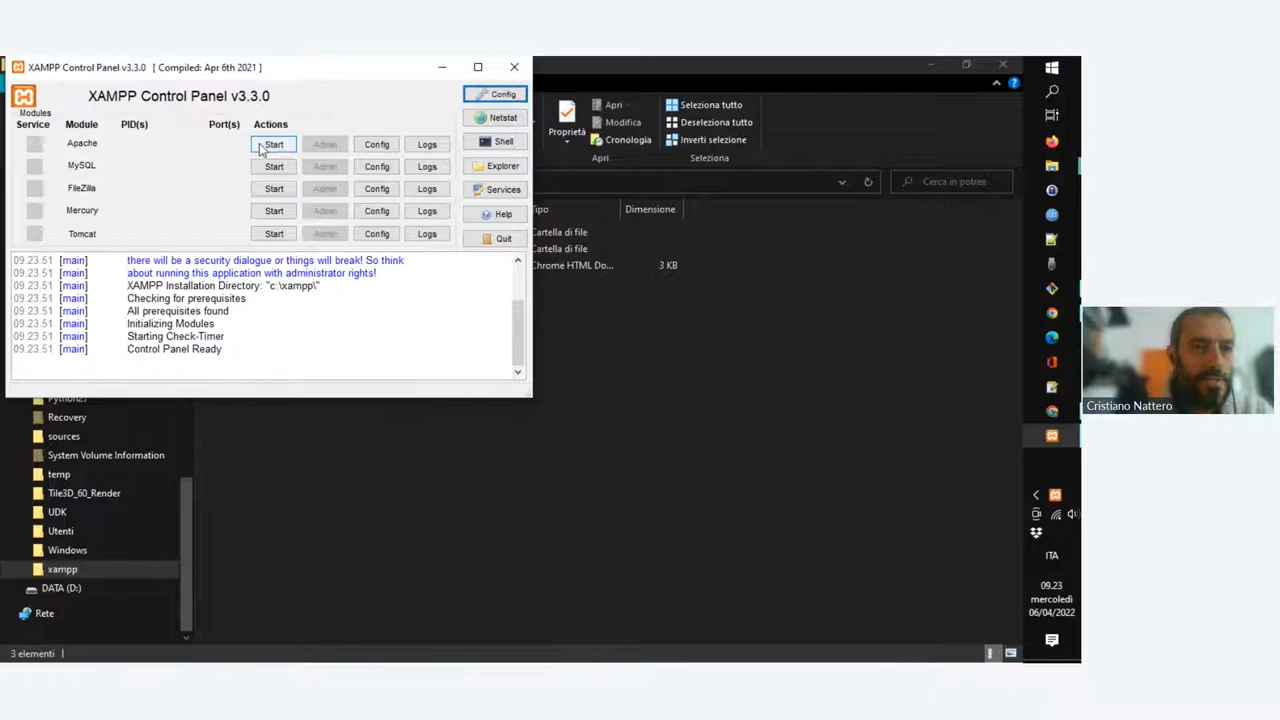 XAMPP Control Panel v3.3.0 [ Compiled: Apr 6th 2021 ]
XAMPP Control Panel v3.3.0
Config
Modules
Service Module PID(s) Port(s) Actions
Netstat
Apache Start Admin Config Logs
Shell
MySQL Start Admin Config Logs
Explorer
FileZilla Start Admin Config Logs
Services
Mercury Start Admin Config Logs
Help
Tomcat Start Admin Config Logs
Quit
09.23.51 [main] there will be a security dialogue or things will break! So think
09.23.51 [main] about running this application with administrator rights!
09.23.51 [main] XAMPP Installation Directory: "c:\xampp\"
09.23.51 [main] Checking for prerequisites
09.23.51 [main] All prerequisites found
09.23.51 [main] Initializing Modules
09.23.51 [main] Starting Check-Timer
09.23.51 [main] Control Panel Ready
Proprietà
Apri
Modifica
Cronologia
Apri
Seleziona tutto
Deseleziona tutto
Inverti selezione
Seleziona
Cerca in potree
Tipo Dimensione
Cartella di file
Cartella di file
Chrome HTML Do... 3 KB
Python27
Recovery
sources
System Volume Information
temp
Tile3D_60_Render
UDK
Utenti
Windows
xampp
DATA (D:)
Rete
3 elementi
Cristiano Nattero
ITA
09.23
mercoledì
06/04/2022